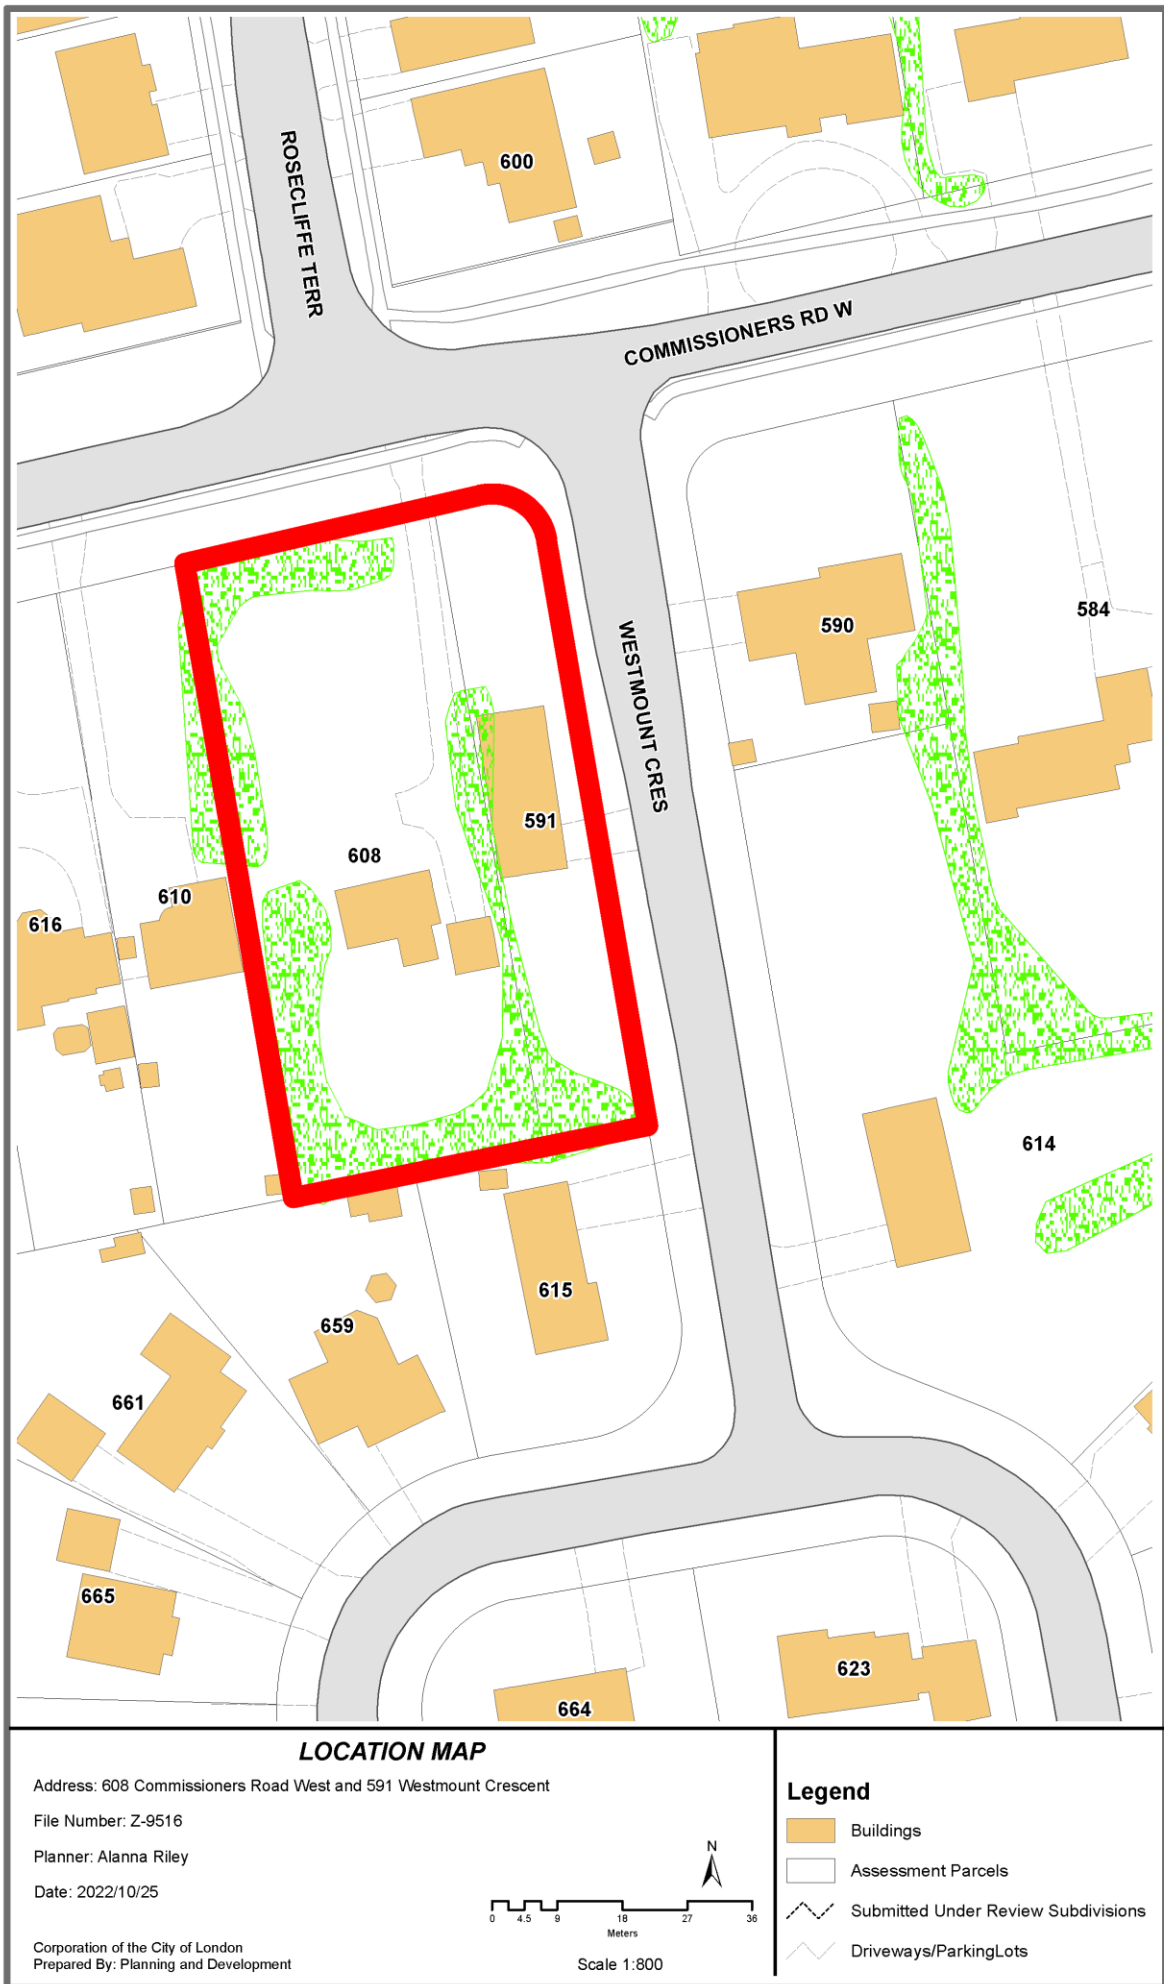 ROSECLIFFE TERR
600
COMMISSIONERS RD W
WESTMOUNT CRES
590
584
591
608
610
616
614
615
659
661
665
623
664
LOCATION MAP
Address: 608 Commissioners Road West and 591 Westmount Crescent
File Number: Z-9516
Planner: Alanna Riley
Date: 2022/10/25
Corporation of the City of London
Prepared By: Planning and Development
N
0 4.5 9 18 27 36
Meters
Scale 1:800
Legend
Buildings
Assessment Parcels
Submitted Under Review Subdivisions
Driveways/ParkingLots